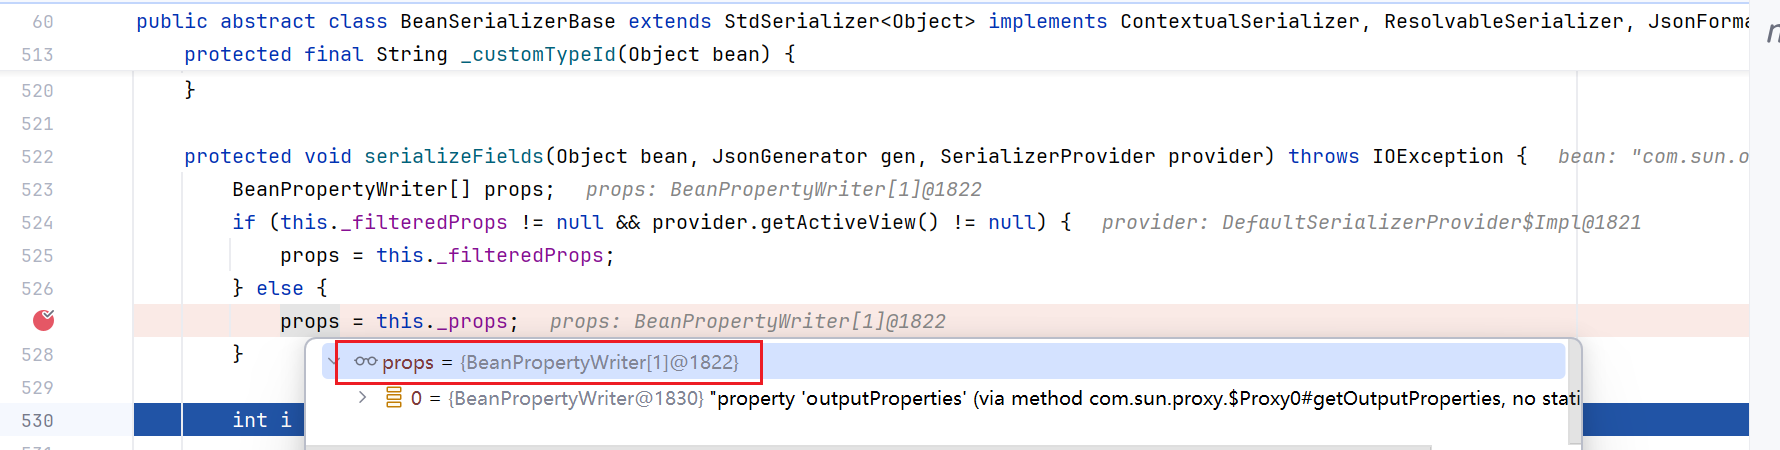 60 public abstract class BeanSerializerBase extends StdSerializer<Object> implements ContextualSerializer, ResolvableSerializer, JsonForma
513 protected final String _customTypeId(Object bean) {
520 }
521
522 protected void serializeFields(Object bean, JsonGenerator gen, SerializerProvider provider) throws IOException { bean: "com.sun.o
523 BeanPropertyWriter[] props; props: BeanPropertyWriter[1]@1822
524 if (this._filteredProps != null && provider.getActiveView() != null) { provider: DefaultSerializerProvider$Impl@1821
525 props = this._filteredProps;
526 } else {
props = this._props; props: BeanPropertyWriter[1]@1822
528 }
props = {BeanPropertyWriter[1]@1822}
529
0 = {BeanPropertyWriter@1830} "property 'outputProperties' (via method com.sun.proxy.$Proxy0#getOutputProperties, no stati
530 int i